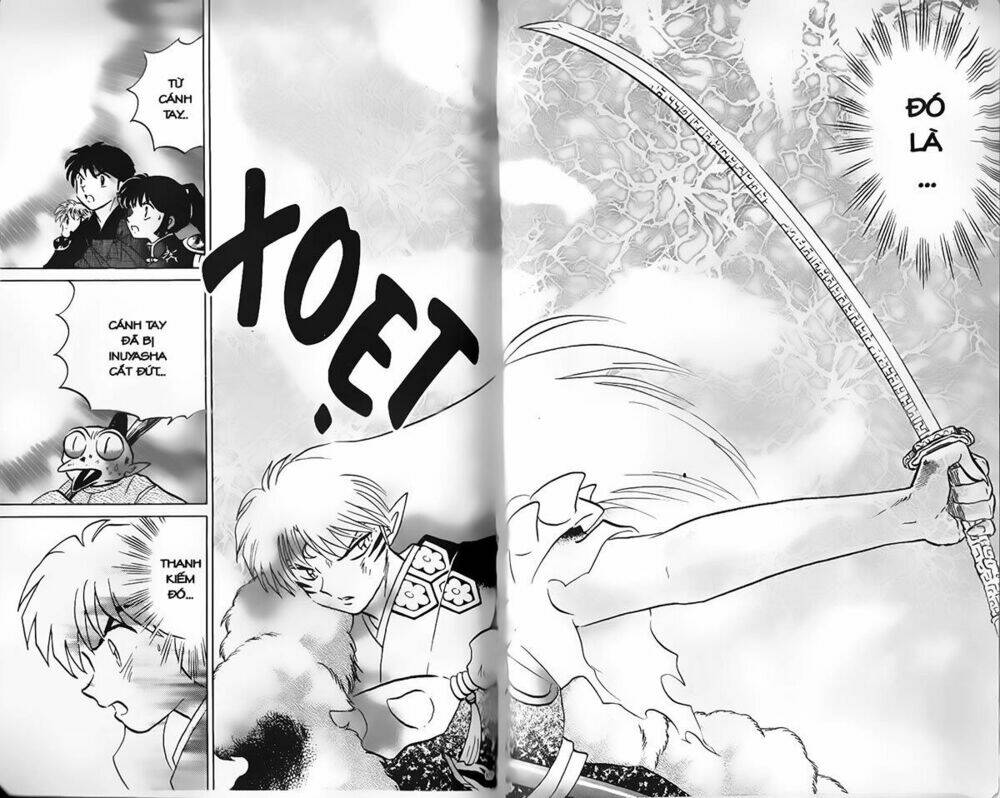 TỪ
CÁNH
TAY...
CÁNH TAY
ĐÃ BỊ
INUYASHA
CẮT ĐỨT...
THANH
KIẾM
ĐÓ...
XOẸT
ĐÓ
LÀ
...